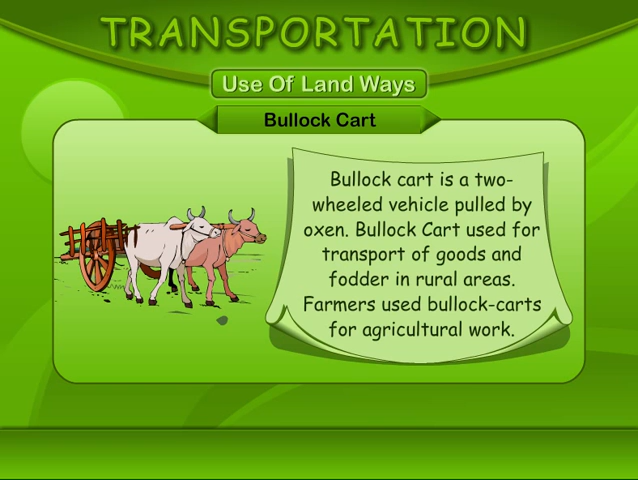 TRANSPORTATION
Use Of Land Ways
Bullock Cart
Bullock cart is a two-
wheeled vehicle pulled by
oxen. Bullock Cart used for
transport of goods and
fodder in rural areas.
Farmers used bullock-carts
for agricultural work.